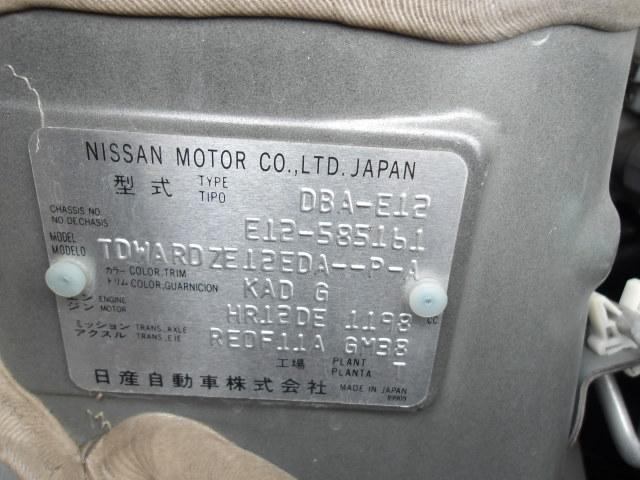 NISSAN MOTOR CO.,LTD. JAPAN
型式 TYPE TIPO DBA-E12
CHASSIS NO. NO.DECHASIS E12-585161
MODEL MODELO TDWARDZE12EDA--P-A
カラー COLOR,TRIM
トリム COLOR,GUARNICION KAD G
ジン ENGINE MOTOR HR12DE 1198 CC
ミッション TRANS,AXLE
アクスル TRANS,EJE RE0F11A GM38
工場 PLANT PLANTA T
日産自動車株式会社 MADE IN JAPAN